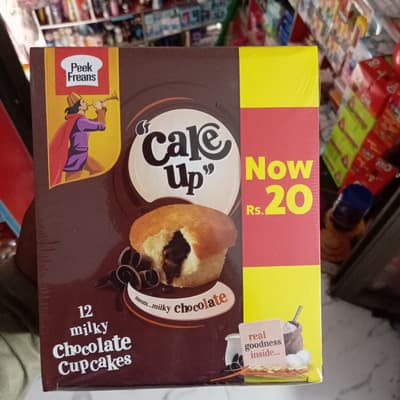 Peek
Freans
"Cake
Up"
Now
Rs. 20
milky chocolate
12
milky
Chocolate
Cupcakes
real
goodness
inside...